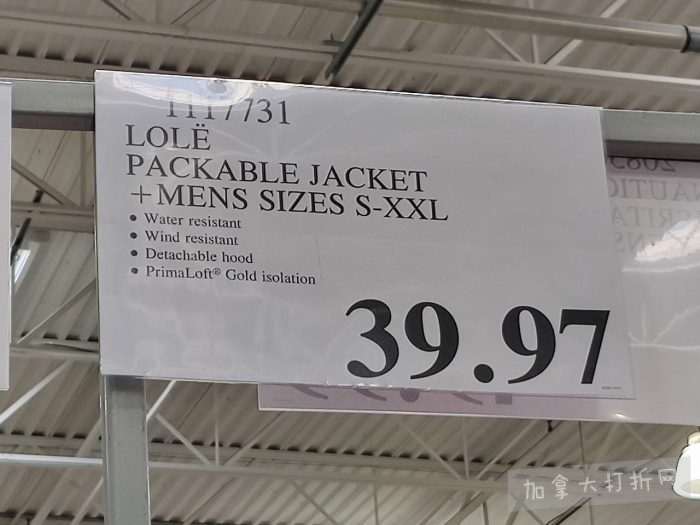 1117731
LOLË
PACKABLE JACKET
+MENS SIZES S-XXL
• Water resistant
• Wind resistant
• Detachable hood
• PrimaLoft® Gold isolation
39.97
加拿大打折网